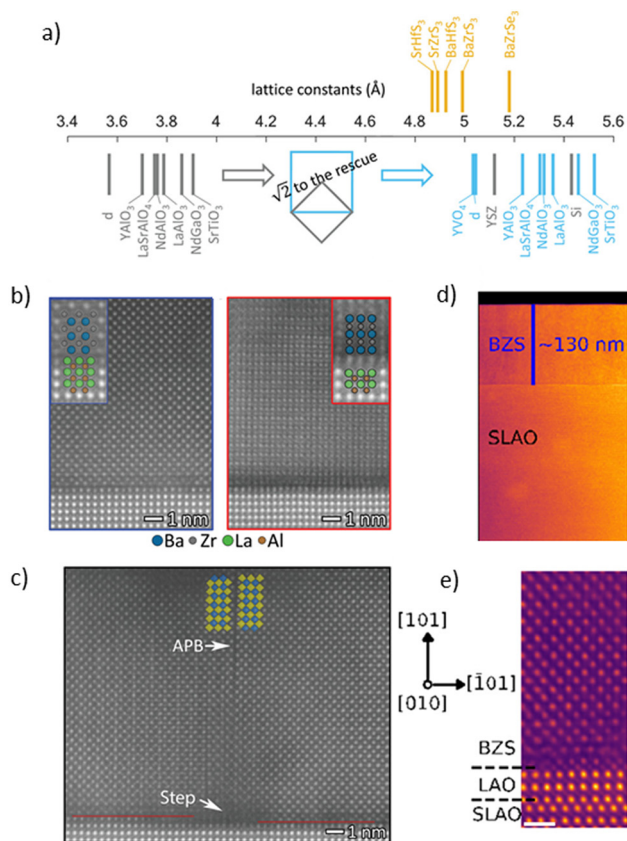 a)
SrHfS3
SrZrS3
BaHfS3
BaZrS3
BaZrSe3
lattice constants (Å)
3.4 3.6 3.8 4 4.2 4.4 4.6 4.8 5 5.2 5.4 5.6
√2 to the rescue
d
YAlO3
LaSrAlO4
NdAlO3
LaAlO3
NdGaO3
SrTiO3
YVO4
d
YSZ
YAlO3
LaSrAlO4
NdAlO3
LaAlO3
Si
NdGaO3
SrTiO3
b)
1 nm
1 nm
Ba Zr La Al
c)
APB
Step
1 nm
d)
BZS ~130 nm
SLAO
[101]
[1̄01]
[010]
e)
BZS
LAO
SLAO